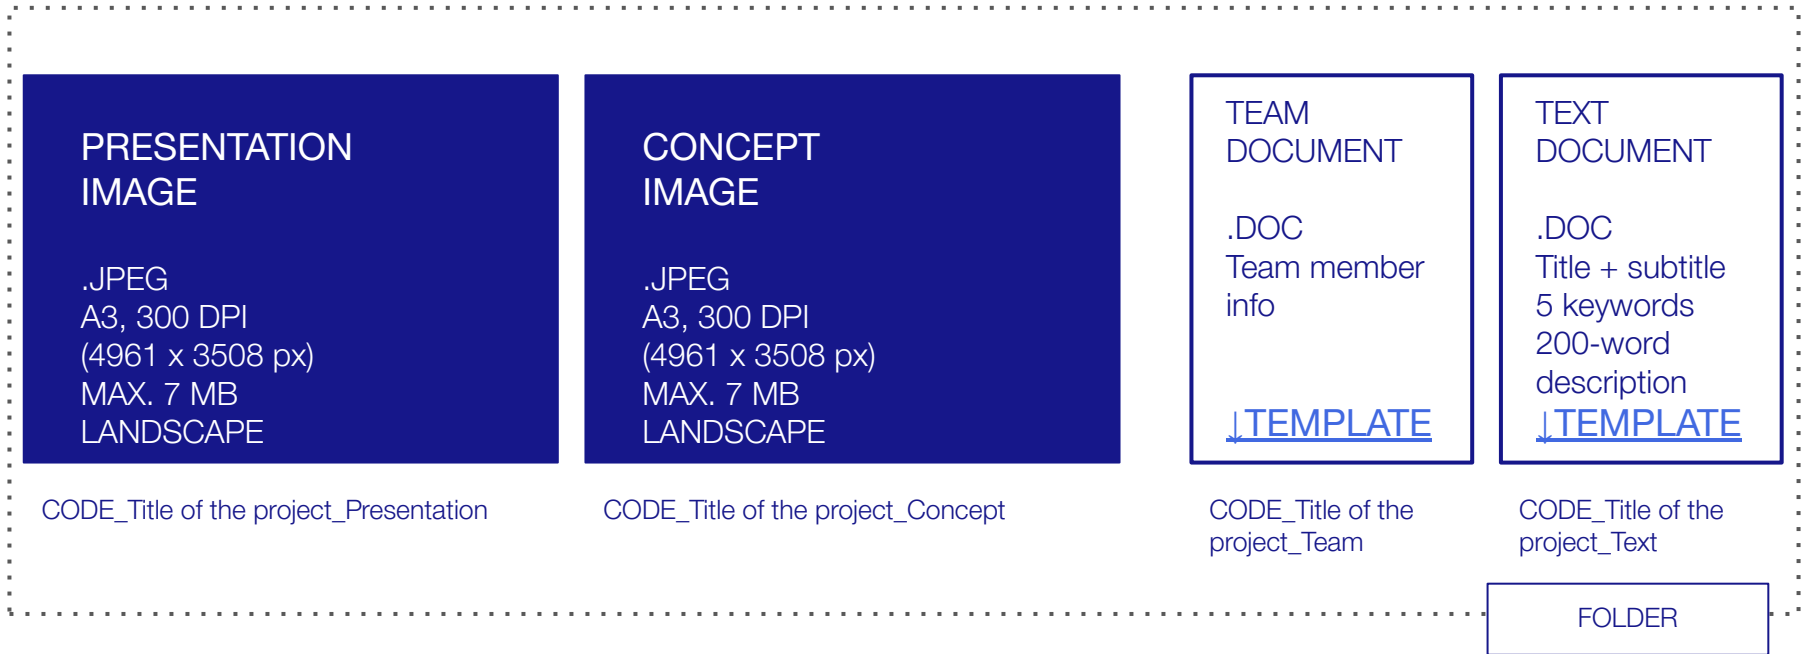 PRESENTATION
IMAGE
.JPEG
A3, 300 DPI
(4961 x 3508 px)
MAX. 7 MB
LANDSCAPE
CODE_Title of the project_Presentation
CONCEPT
IMAGE
.JPEG
A3, 300 DPI
(4961 x 3508 px)
MAX. 7 MB
LANDSCAPE
CODE_Title of the project_Concept
TEAM
DOCUMENT
.DOC
Team member
info
↓TEMPLATE
CODE_Title of the
project_Team
TEXT
DOCUMENT
.DOC
Title + subtitle
5 keywords
200-word
description
↓TEMPLATE
CODE_Title of the
project_Text
FOLDER